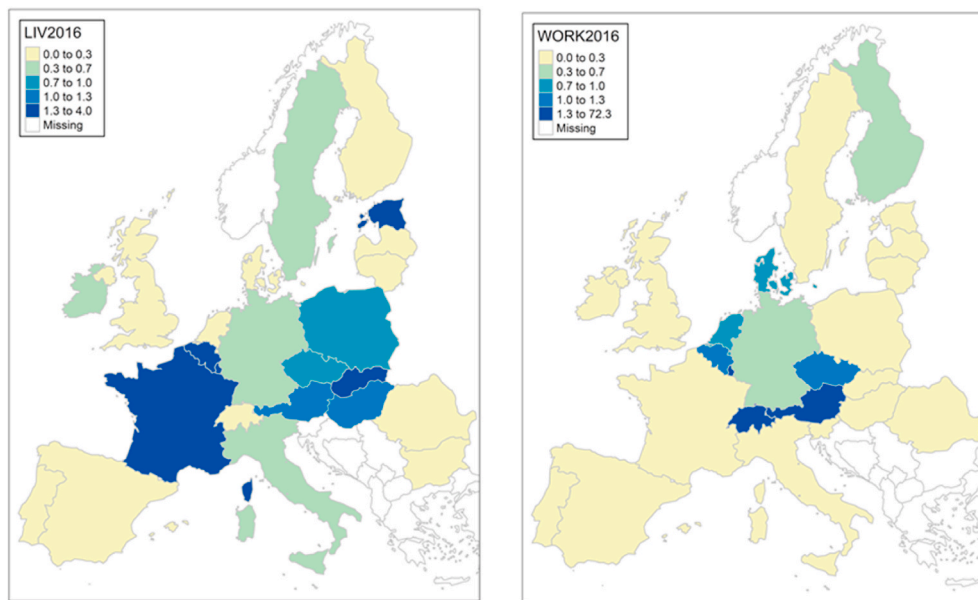 LIV2016
0.0 to 0.3
0.3 to 0.7
0.7 to 1.0
1.0 to 1.3
1.3 to 4.0
Missing
WORK2016
0.0 to 0.3
0.3 to 0.7
0.7 to 1.0
1.0 to 1.3
1.3 to 72.3
Missing